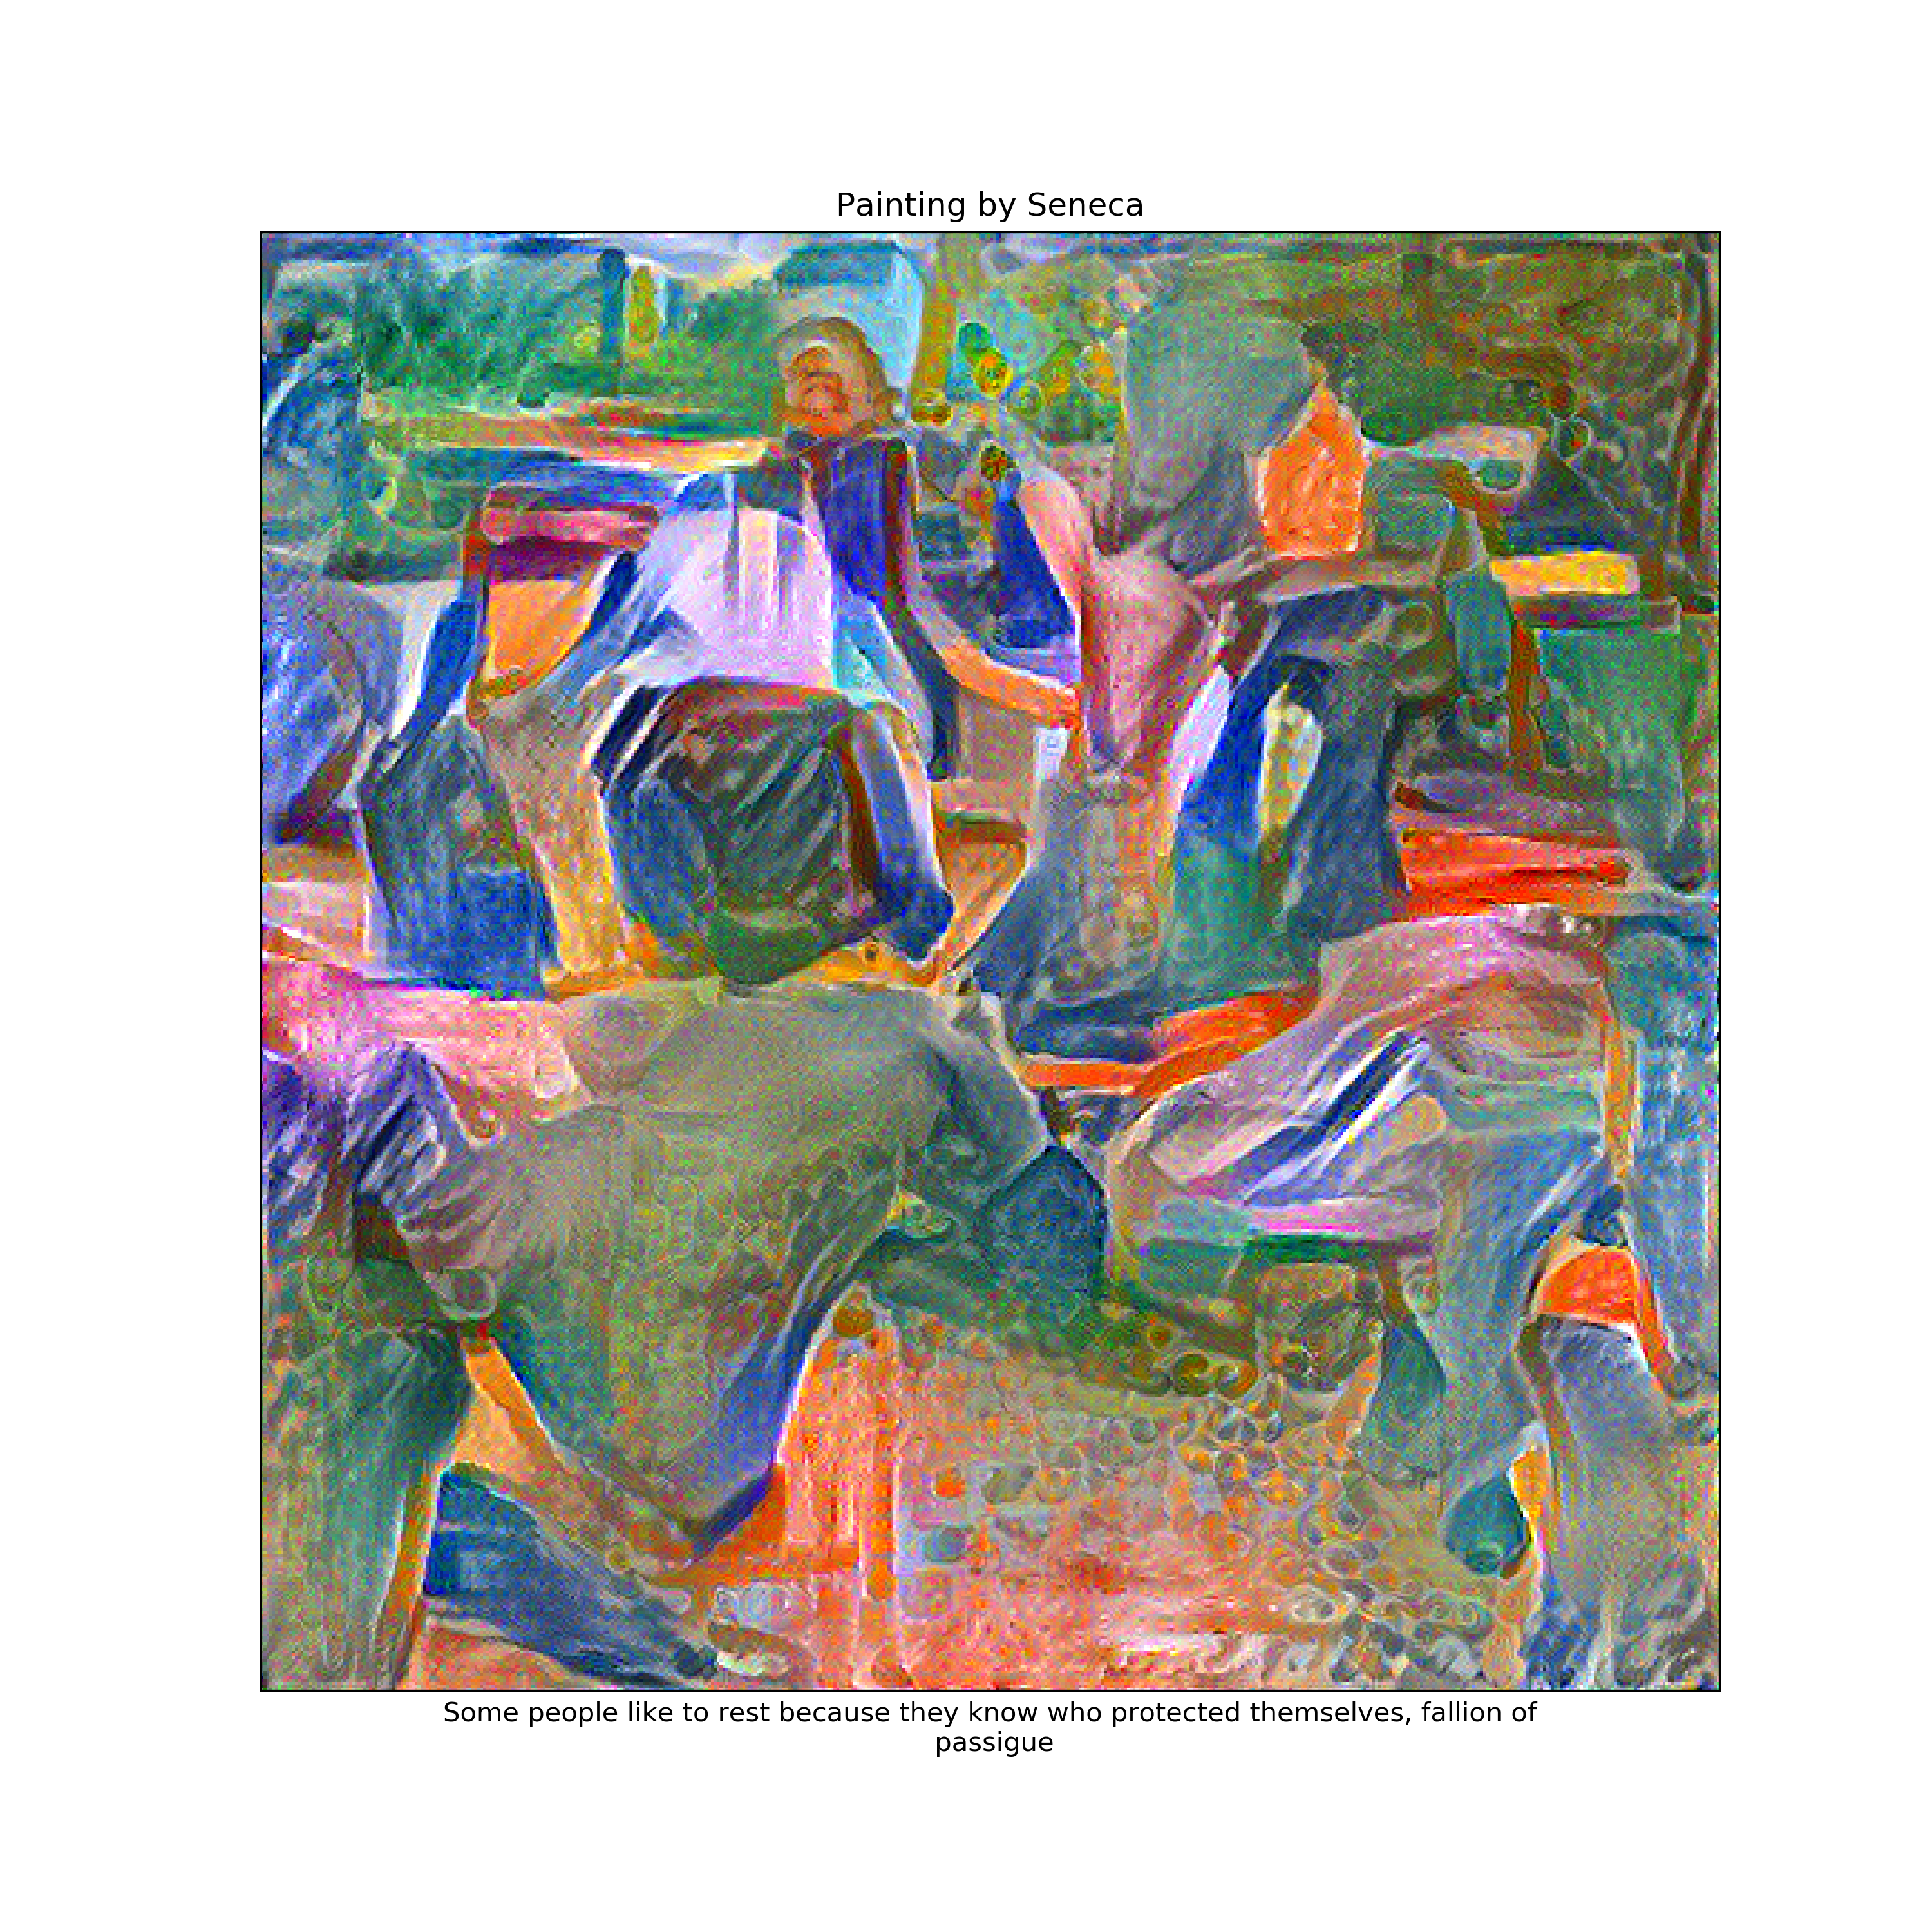 Painting by Seneca
Some people like to rest because they know who protected themselves, fallion of
passigue